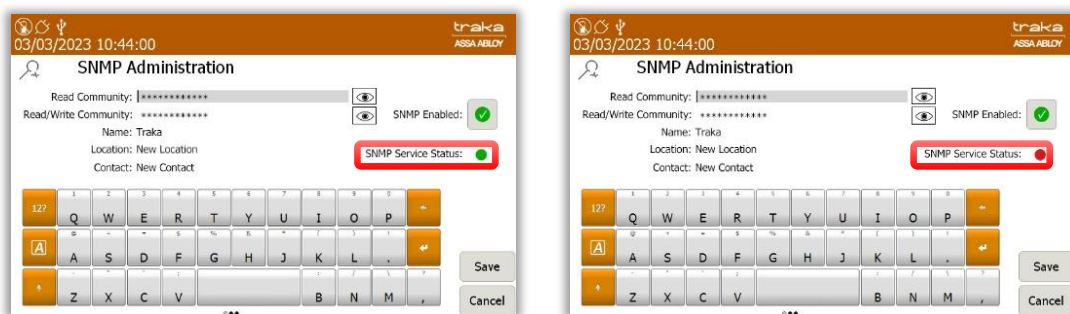 traka
03/03/2023 10:44:00
ASSA ABLOY
SNMP Administration
Read Community: ************
Read/Write Community: ************
SNMP Enabled:
Name: Traka
Location: New Location
SNMP Service Status:
Contact: New Contact
12?
Q W E R T Y U I O P
A
A S D F G H J K L .
Save
Z X C V B N M ,
Cancel
traka
03/03/2023 10:44:00
ASSA ABLOY
SNMP Administration
Read Community: ************
Read/Write Community: ************
SNMP Enabled:
Name: Traka
Location: New Location
SNMP Service Status:
Contact: New Contact
12?
Q W E R T Y U I O P
A
A S D F G H J K L .
Save
Z X C V B N M ,
Cancel